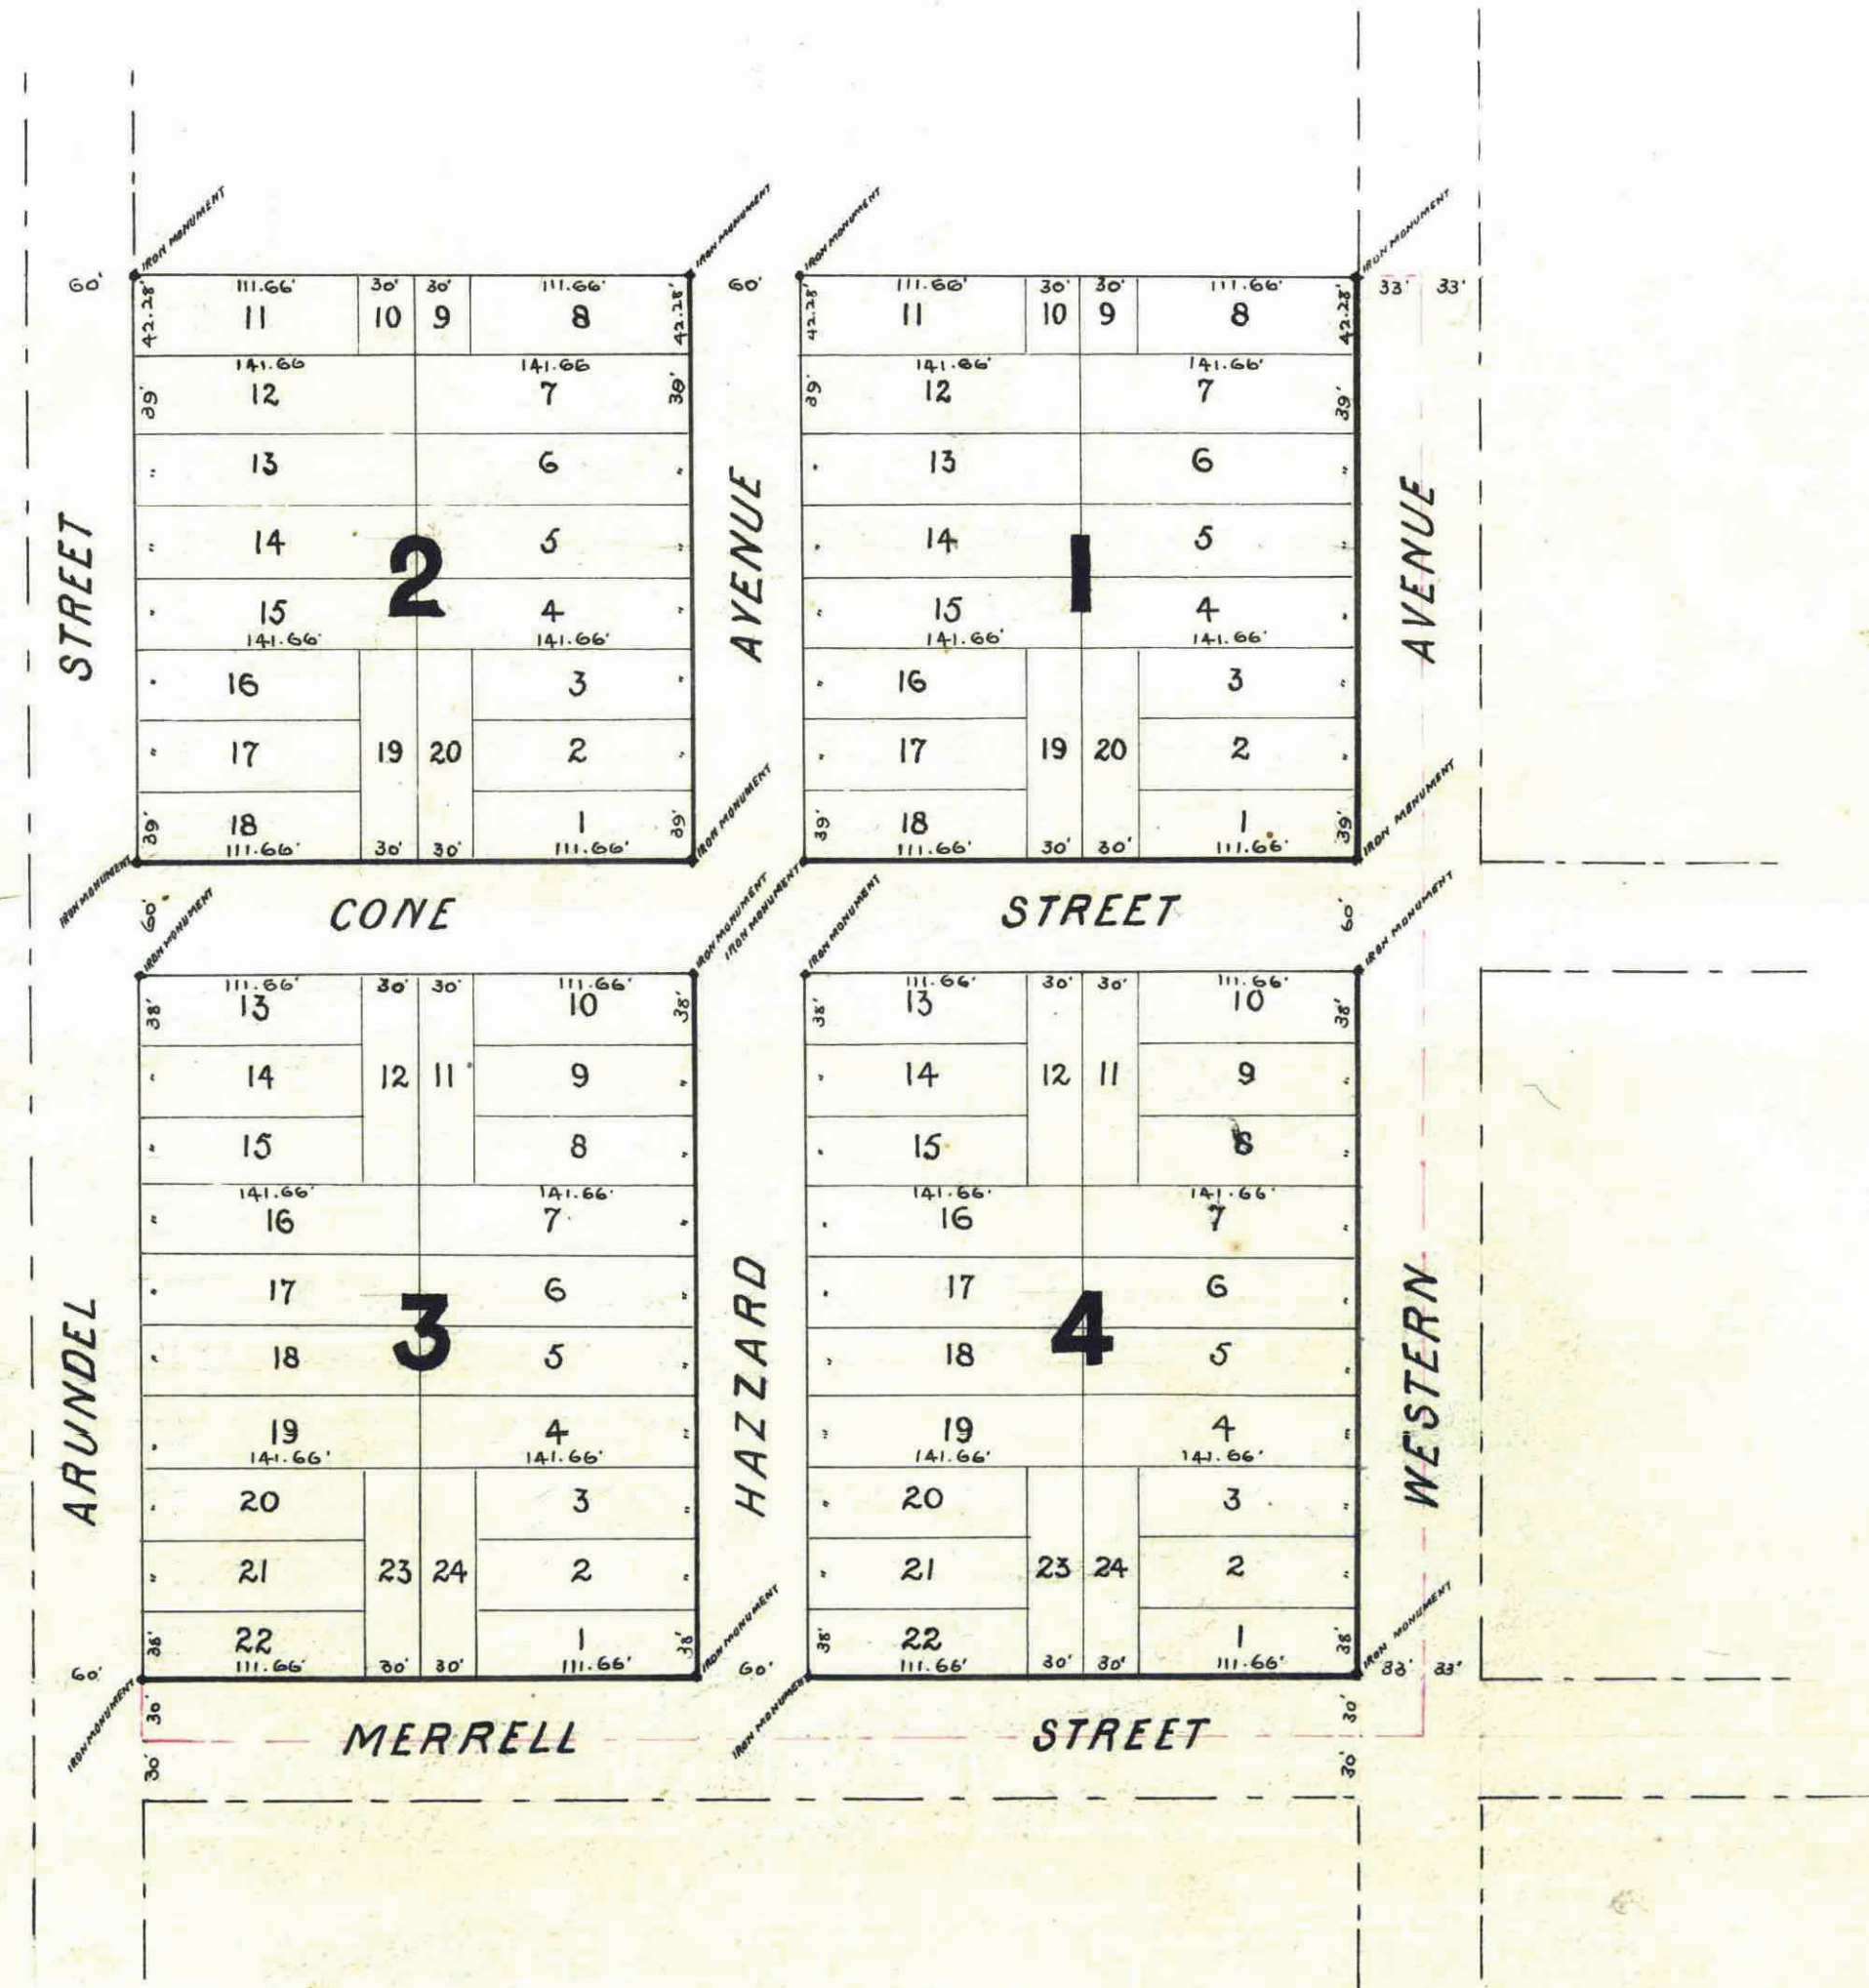 IRON MONUMENT
IRON MONUMENT
IRON MONUMENT
IRON MONUMENT
60'
60'
33' 33'
111.66' 30' 30' 111.66'
42.28' 11 10 9 8 42.28'
141.66 141.66
39' 12 7 38'
" 13 6 "
" 14 5 "
2
" 15 4 "
141.66' 141.66'
" 16 3 "
" 17 19 20 2 "
39' 18 1 39'
111.66' 30' 30' 111.66'
111.66' 30' 30' 111.66'
42.28' 11 10 9 8 42.28'
141.66' 141.66'
39' 12 7 39'
" 13 6 "
" 14 5 "
1
" 15 4 "
141.66' 141.66'
" 16 3 "
" 17 19 20 2 "
39' 18 1 39'
111.66' 30' 30' 111.66'
STREET
AVENUE
AVENUE
IRON MONUMENT
IRON MONUMENT
IRON MONUMENT
IRON MONUMENT
60' CONE STREET 60'
IRON MONUMENT
IRON MONUMENT
IRON MONUMENT
IRON MONUMENT
111.66' 30' 30' 111.66'
38' 13 10 38'
" 14 12 11 9 "
" 15 8 "
141.66' 141.66'
" 16 7 "
" 17 6 "
3
" 18 5 "
" 19 4 "
141.66' 141.66'
" 20 3 "
" 21 23 24 2 "
38' 22 1 38'
111.66' 30' 30' 111.66'
111.66' 30' 30' 111.66'
38' 13 10 38'
" 14 12 11 9 "
" 15 8 "
141.66' 141.66'
" 16 7 "
" 17 6 "
4
" 18 5 "
" 19 4 "
141.66' 141.66'
" 20 3 "
" 21 23 24 2 "
38' 22 1 38'
111.66' 30' 30' 111.66'
ARUNDEL
HAZZARD
WESTERN
60'
60'
33' 33'
IRON MONUMENT
IRON MONUMENT
IRON MONUMENT
IRON MONUMENT
30' 30'
MERRELL STREET
30' 30'